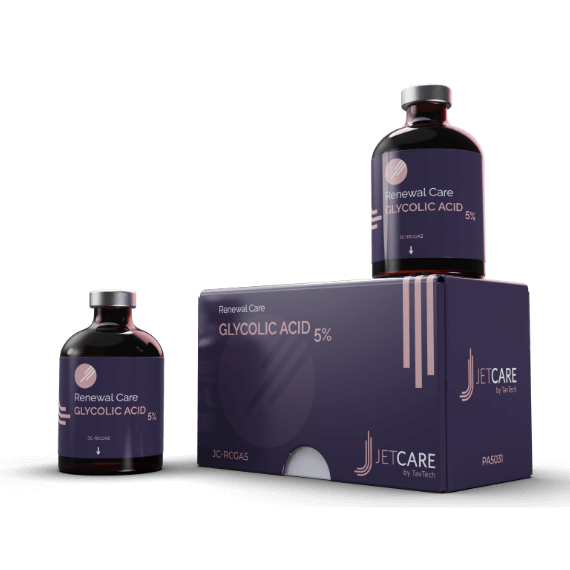 Renewal Care
GLYCOLIC ACID 5%
JC-RCGA5
Renewal Care
GLYCOLIC ACID 5%
JC-RCGA5
JETCARE
by TavTech
JETCARE
by TavTech
PA5031
Renewal Care
GLYCOLIC ACID 5%
JC-RCGA5